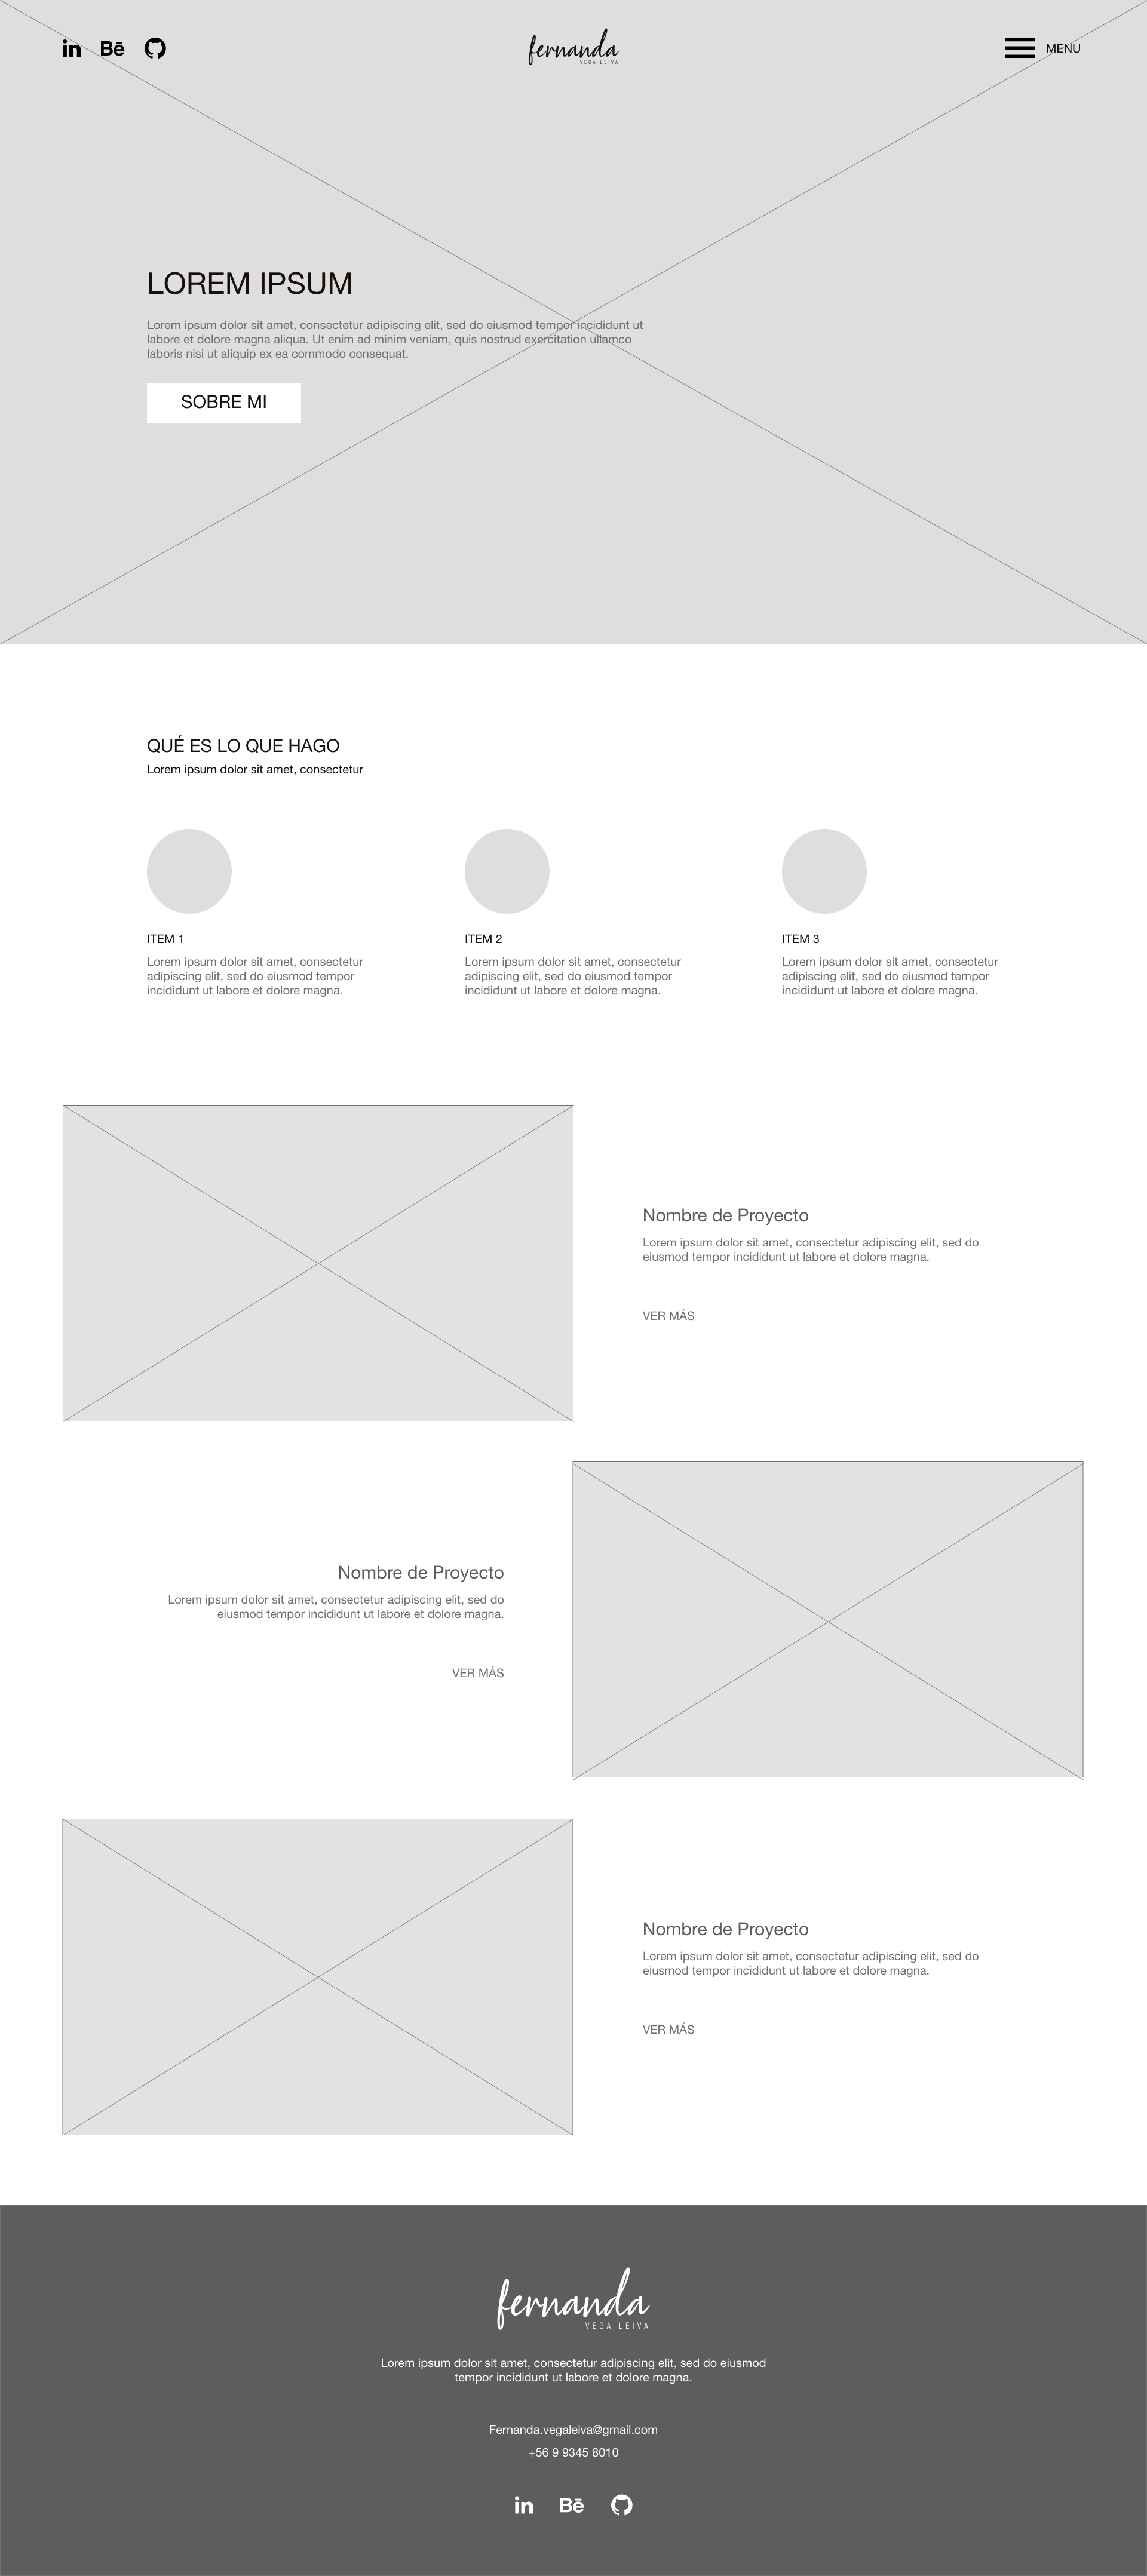 in Bē
fernanda
VEGA LEIVA
MENU
LOREM IPSUM
Lorem ipsum dolor sit amet, consectetur adipiscing elit, sed do eiusmod tempor incididunt ut
labore et dolore magna aliqua. Ut enim ad minim veniam, quis nostrud exercitation ullamco
laboris nisi ut aliquip ex ea commodo consequat.
SOBRE MI
QUÉ ES LO QUE HAGO
Lorem ipsum dolor sit amet, consectetur
ITEM 1
Lorem ipsum dolor sit amet, consectetur
adipiscing elit, sed do eiusmod tempor
incididunt ut labore et dolore magna.
ITEM 2
Lorem ipsum dolor sit amet, consectetur
adipiscing elit, sed do eiusmod tempor
incididunt ut labore et dolore magna.
ITEM 3
Lorem ipsum dolor sit amet, consectetur
adipiscing elit, sed do eiusmod tempor
incididunt ut labore et dolore magna.
Nombre de Proyecto
Lorem ipsum dolor sit amet, consectetur adipiscing elit, sed do
eiusmod tempor incididunt ut labore et dolore magna.
VER MÁS
Nombre de Proyecto
Lorem ipsum dolor sit amet, consectetur adipiscing elit, sed do
eiusmod tempor incididunt ut labore et dolore magna.
VER MÁS
Nombre de Proyecto
Lorem ipsum dolor sit amet, consectetur adipiscing elit, sed do
eiusmod tempor incididunt ut labore et dolore magna.
VER MÁS
fernanda
VEGA LEIVA
Lorem ipsum dolor sit amet, consectetur adipiscing elit, sed do eiusmod
tempor incididunt ut labore et dolore magna.
Fernanda.vegaleiva@gmail.com
+56 9 9345 8010
in Bē